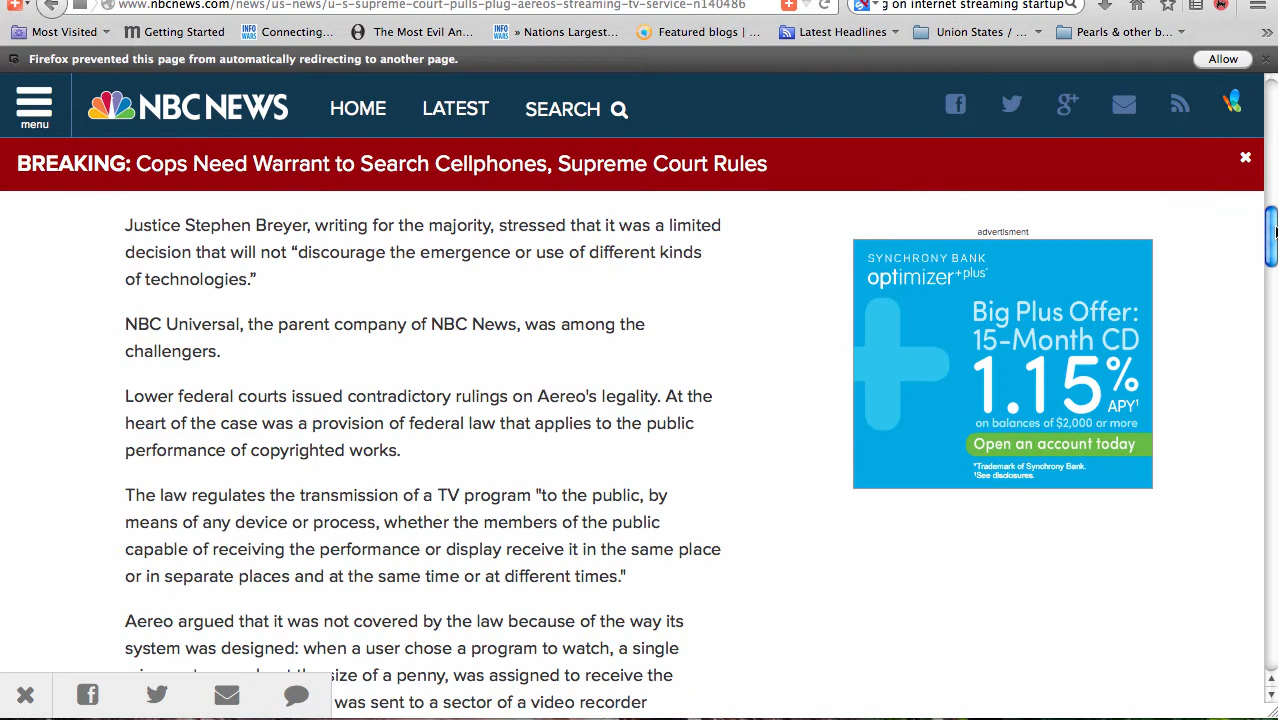 www.nbcnews.com/news/us-news/u-s-supreme-court-pulls-plug-aereos-streaming-tv-service-n140486
g on internet streaming startup
Most Visited
Getting Started
INFO WARS Connecting...
The Most Evil An...
INFO WARS » Nations Largest...
Featured blogs | ...
Latest Headlines
Union States / ...
Pearls & other b...
Firefox prevented this page from automatically redirecting to another page.
Allow
menu
NBC NEWS
HOME
LATEST
SEARCH
BREAKING: Cops Need Warrant to Search Cellphones, Supreme Court Rules
Justice Stephen Breyer, writing for the majority, stressed that it was a limited
decision that will not “discourage the emergence or use of different kinds
of technologies.”
NBC Universal, the parent company of NBC News, was among the
challengers.
Lower federal courts issued contradictory rulings on Aereo's legality. At the
heart of the case was a provision of federal law that applies to the public
performance of copyrighted works.
The law regulates the transmission of a TV program "to the public, by
means of any device or process, whether the members of the public
capable of receiving the performance or display receive it in the same place
or in separate places and at the same time or at different times."
Aereo argued that it was not covered by the law because of the way its
system was designed: when a user chose a program to watch, a single
size of a penny, was assigned to receive the
was sent to a sector of a video recorder
advertisment
SYNCHRONY BANK
optimizer+plus*
Big Plus Offer:
15-Month CD
1.15%
APY¹
on balances of $2,000 or more
Open an account today
*Trademark of Synchrony Bank.
¹See disclosures.